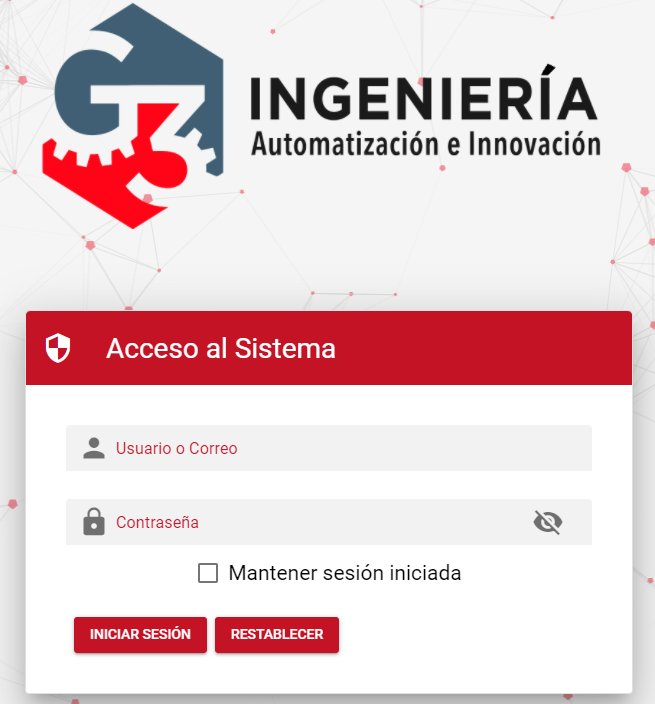 G3
INGENIERÍA
Automatización e Innovación
Acceso al Sistema
Usuario o Correo
Contraseña
Mantener sesión iniciada
INICIAR SESIÓN
RESTABLECER